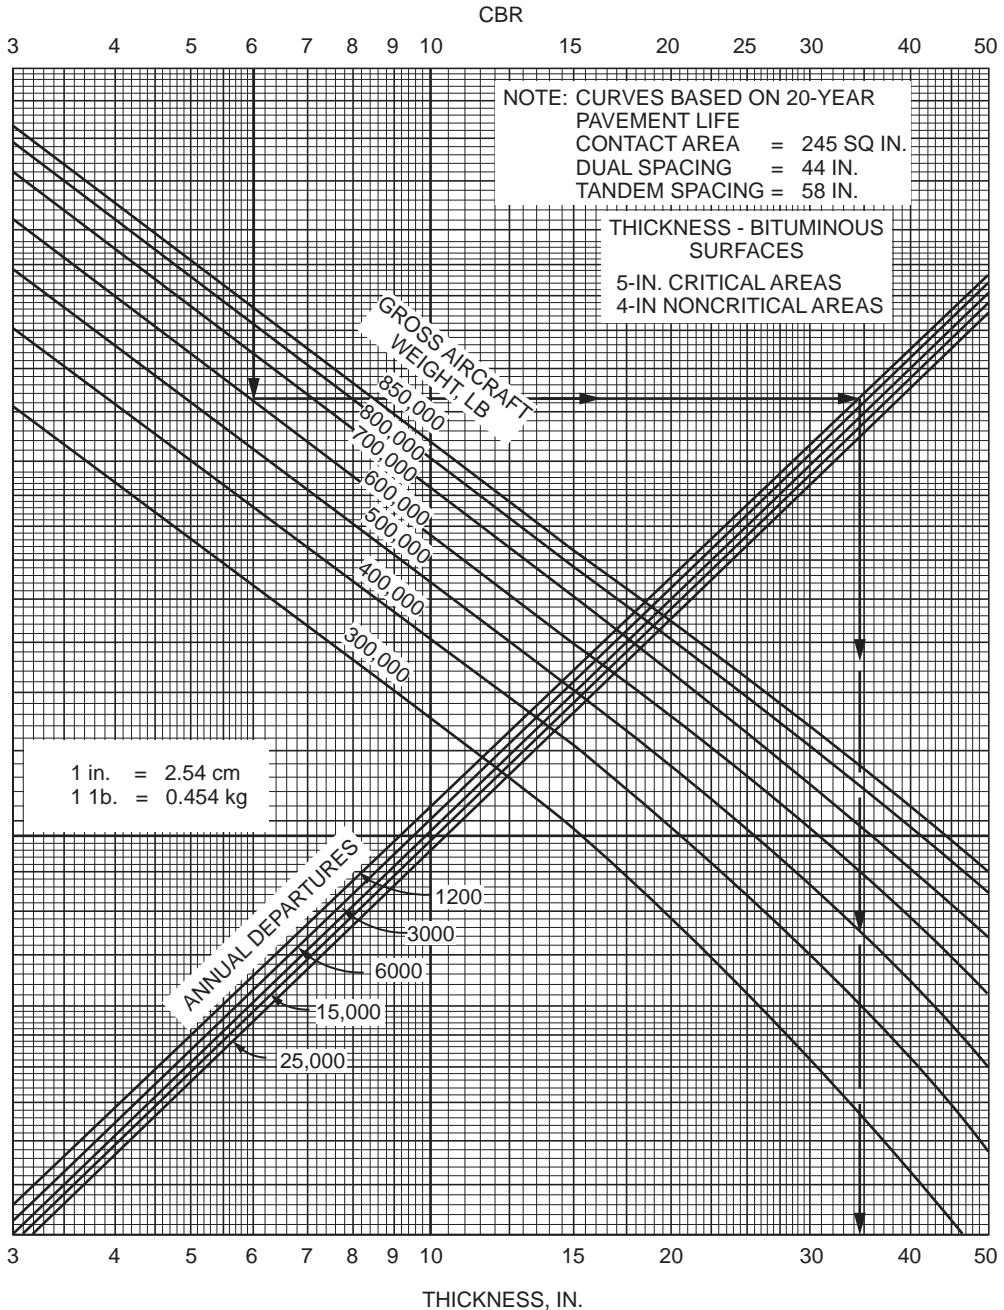 CBR
3 4 5 6 7 8 9 10 15 20 25 30 40 50
NOTE: CURVES BASED ON 20-YEAR
PAVEMENT LIFE
CONTACT AREA = 245 SQ IN.
DUAL SPACING = 44 IN.
TANDEM SPACING = 58 IN.
THICKNESS - BITUMINOUS
SURFACES
5-IN. CRITICAL AREAS
4-IN NONCRITICAL AREAS
GROSS AIRCRAFT
WEIGHT, LB
850,000
800,000
700,000
600,000
500,000
400,000
300,000
1 in. = 2.54 cm
1 1b. = 0.454 kg
ANNUAL DEPARTURES
1200
3000
6000
15,000
25,000
3 4 5 6 7 8 9 10 15 20 30 40 50
THICKNESS, IN.